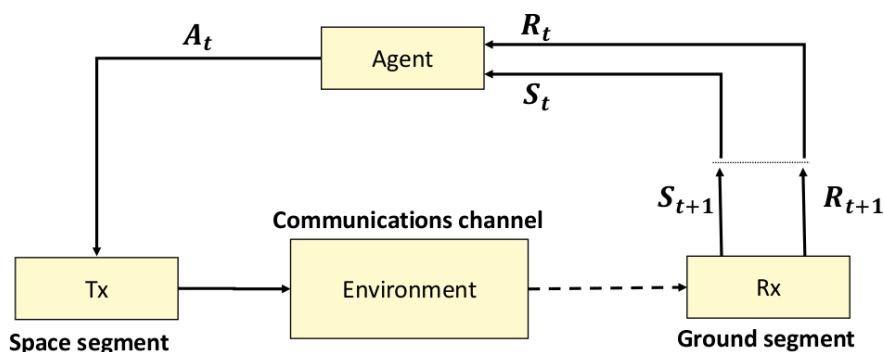 A_t
R_t
Agent
S_t
S_{t+1}
R_{t+1}
Communications channel
Tx
Environment
Rx
Space segment
Ground segment